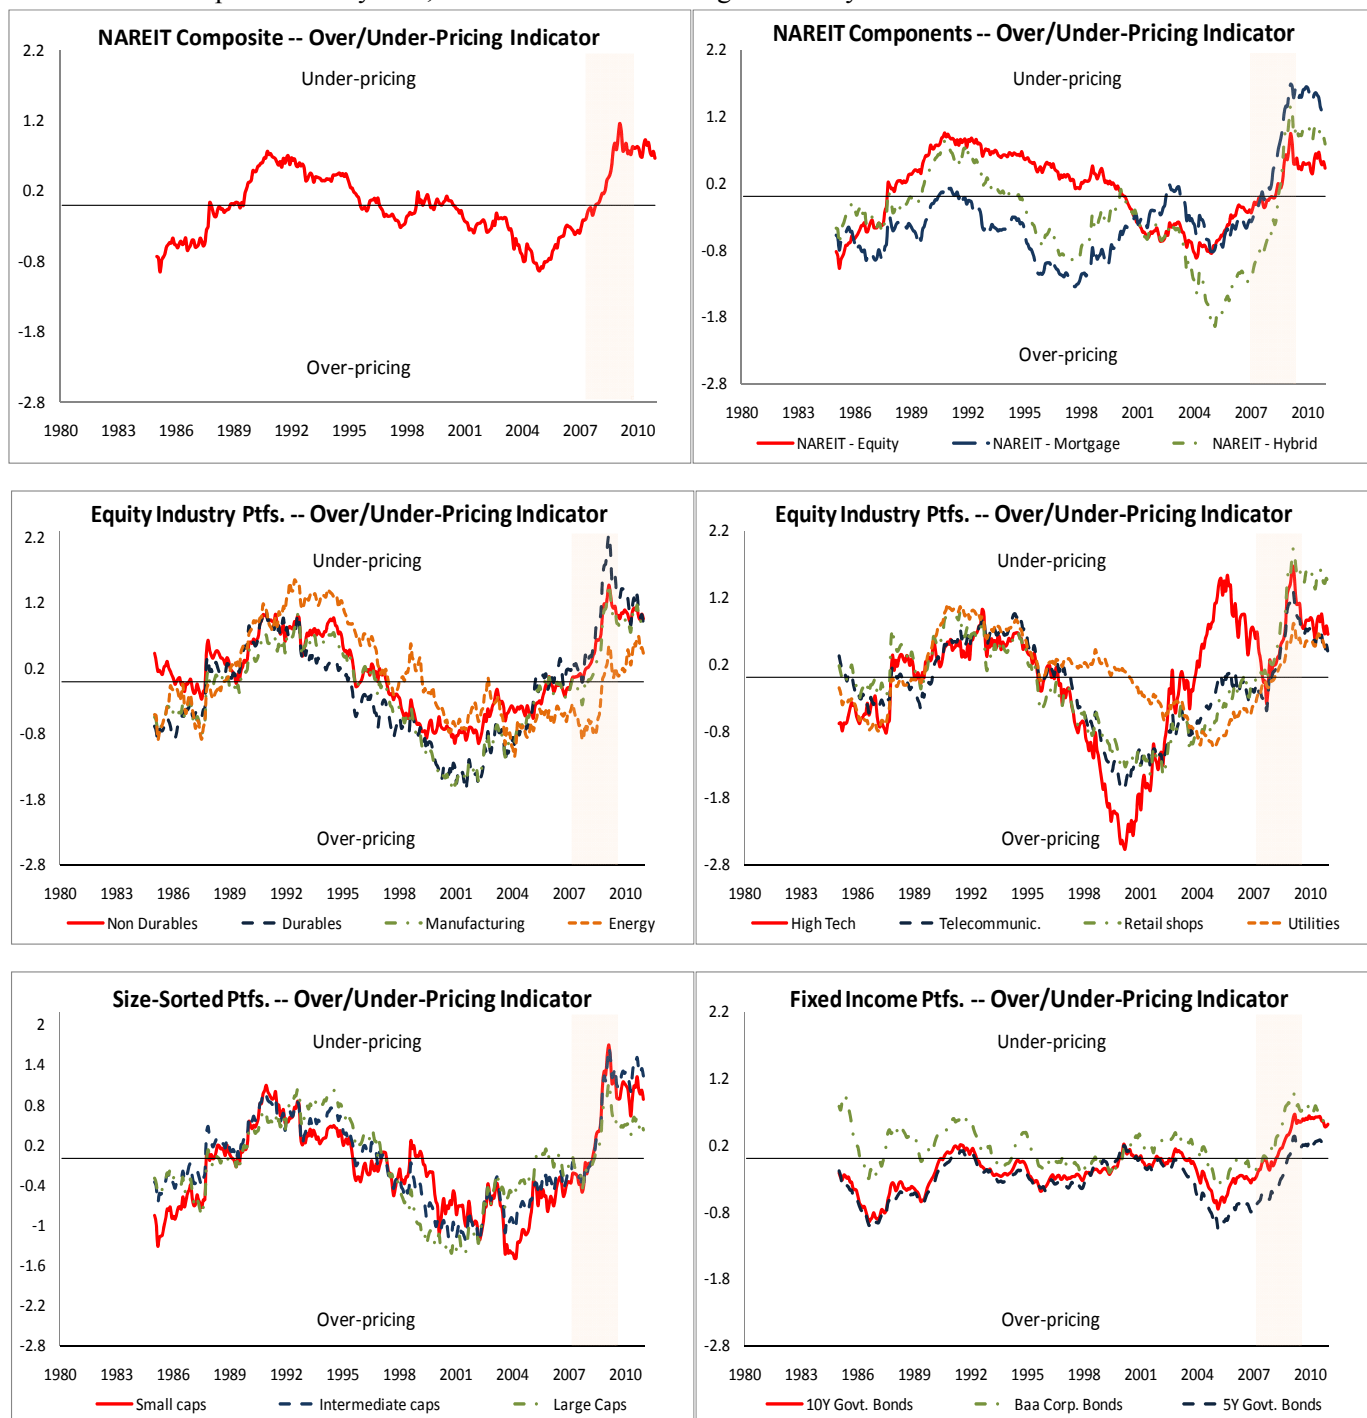 NAREIT Composite -- Over/Under-Pricing Indicator
2.2
Under-pricing
1.2
0.2
-0.8
-1.8
Over-pricing
-2.8
1980 1983 1986 1989 1992 1995 1998 2001 2004 2007 2010
NAREIT Components -- Over/Under-Pricing Indicator
2.2
Under-pricing
1.2
0.2
-0.8
-1.8
Over-pricing
-2.8
1980 1983 1986 1989 1992 1995 1998 2001 2004 2007 2010
NAREIT - Equity NAREIT - Mortgage NAREIT - Hybrid
Equity Industry Ptfs. -- Over/Under-Pricing Indicator
2.2
Under-pricing
1.2
0.2
-0.8
-1.8
Over-pricing
-2.8
1980 1983 1986 1989 1992 1995 1998 2001 2004 2007 2010
Non Durables Durables Manufacturing Energy
Equity Industry Ptfs. -- Over/Under-Pricing Indicator
2.2
Under-pricing
1.2
0.2
-0.8
-1.8
Over-pricing
-2.8
1980 1983 1986 1989 1992 1995 1998 2001 2004 2007 2010
High Tech Telecommunic. Retail shops Utilities
Size-Sorted Ptfs. -- Over/Under-Pricing Indicator
2
Under-pricing
1.4
0.8
0.2
-0.4
-1
-1.6
-2.2
Over-pricing
-2.8
1980 1983 1986 1989 1992 1995 1998 2001 2004 2007 2010
Small caps Intermediate caps Large Caps
Fixed Income Ptfs. -- Over/Under-Pricing Indicator
2.2
Under-pricing
1.2
0.2
-0.8
-1.8
Over-pricing
-2.8
1980 1983 1986 1989 1992 1995 1998 2001 2004 2007 2010
10Y Govt. Bonds Baa Corp. Bonds 5Y Govt. Bonds